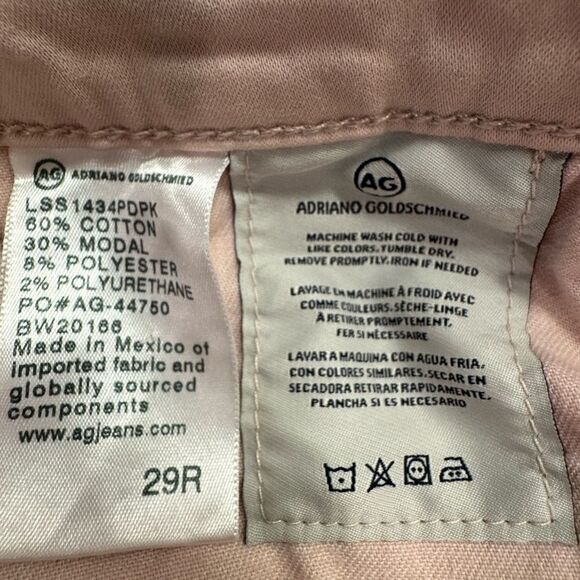 AG ADRIANO GOLDSCHMIED
LSS1434PDPK
60% COTTON
30% MODAL
8% POLYESTER
2% POLYURETHANE
PO#AG-44750
BW20166
Made in Mexico of
imported fabric and
globally sourced
components
www.agjeans.com
29R
AG
ADRIANO GOLDSCHMIED
MACHINE WASH COLD WITH
LIKE COLORS. TUMBLE DRY.
REMOVE PROMPTLY. IRON IF NEEDED
LAVAGE EN MACHINE À FROID AVEC
COMME COULEURS. SÈCHE-LINGE
À RETIRER PROMPTEMENT,
FER SI NÉCESSAIRE
LAVAR A MAQUINA CON AGUA FRIA,
CON COLORES SIMILARES. SECAR EN
SECADORA RETIRAR RAPIDAMENTE.
PLANCHA SI ES NECESARIO